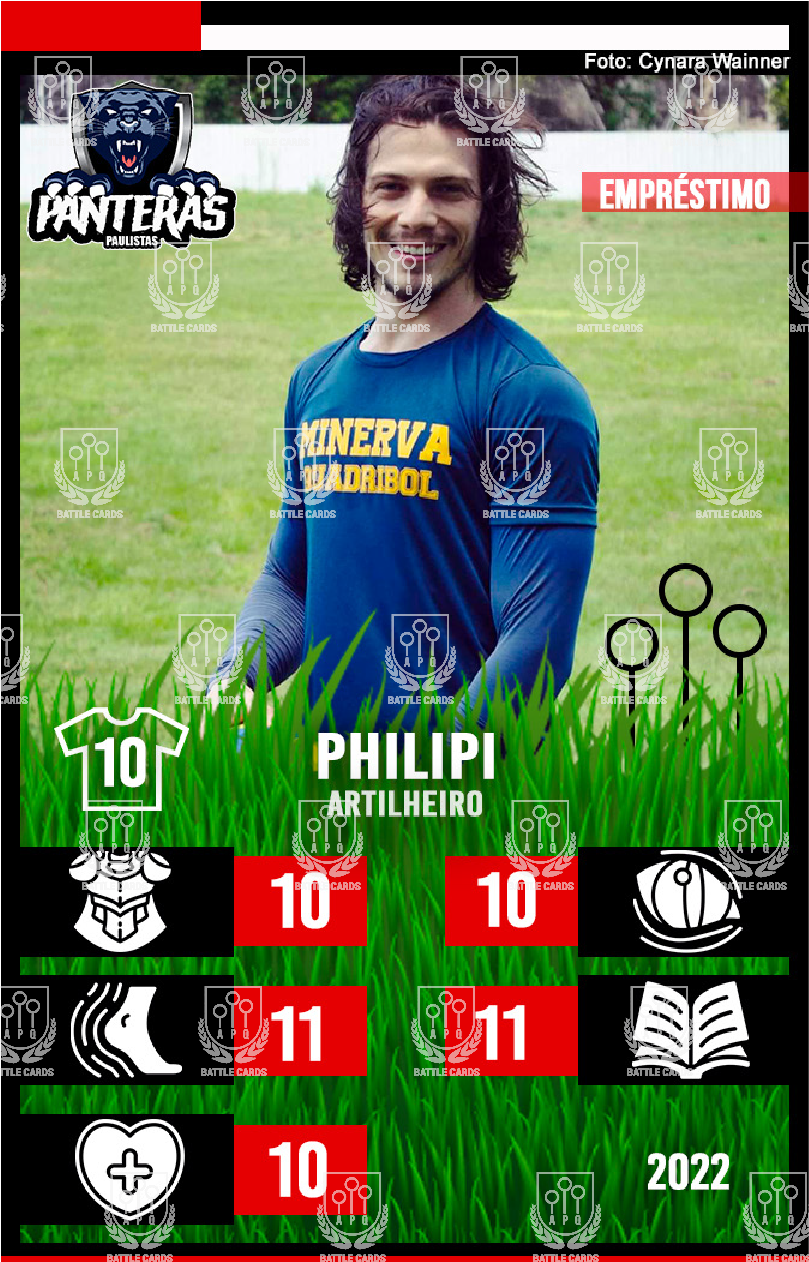 Foto: Cynara Wainner
PANTERAS
PAULISTAS
EMPRÉSTIMO
MINERVA
QUADRIBOL
10
PHILIPI
ARTILHEIRO
10
10
11
11
10
2022
APQ
BATTLE CARDS